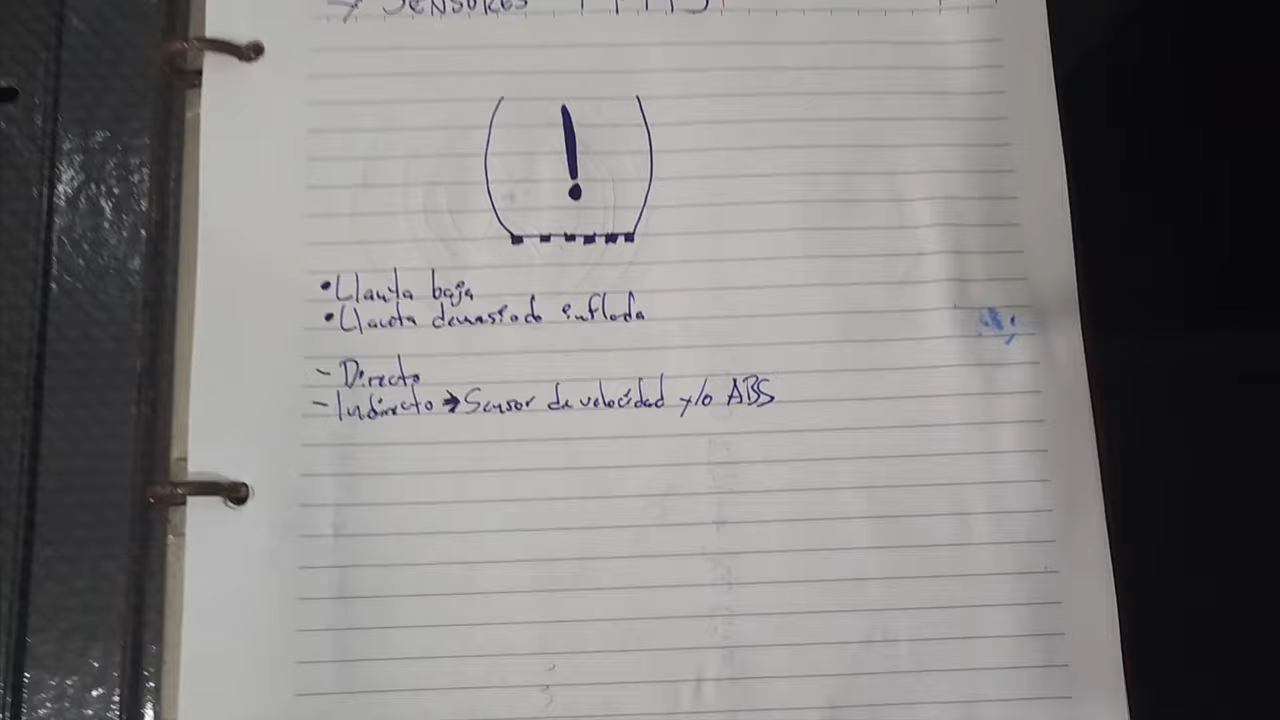 → SENSORES
!
• Llanta baja
• Llanta demasiado inflada
- Directo
- Indirecto → Sensor de velocidad y/o ABS